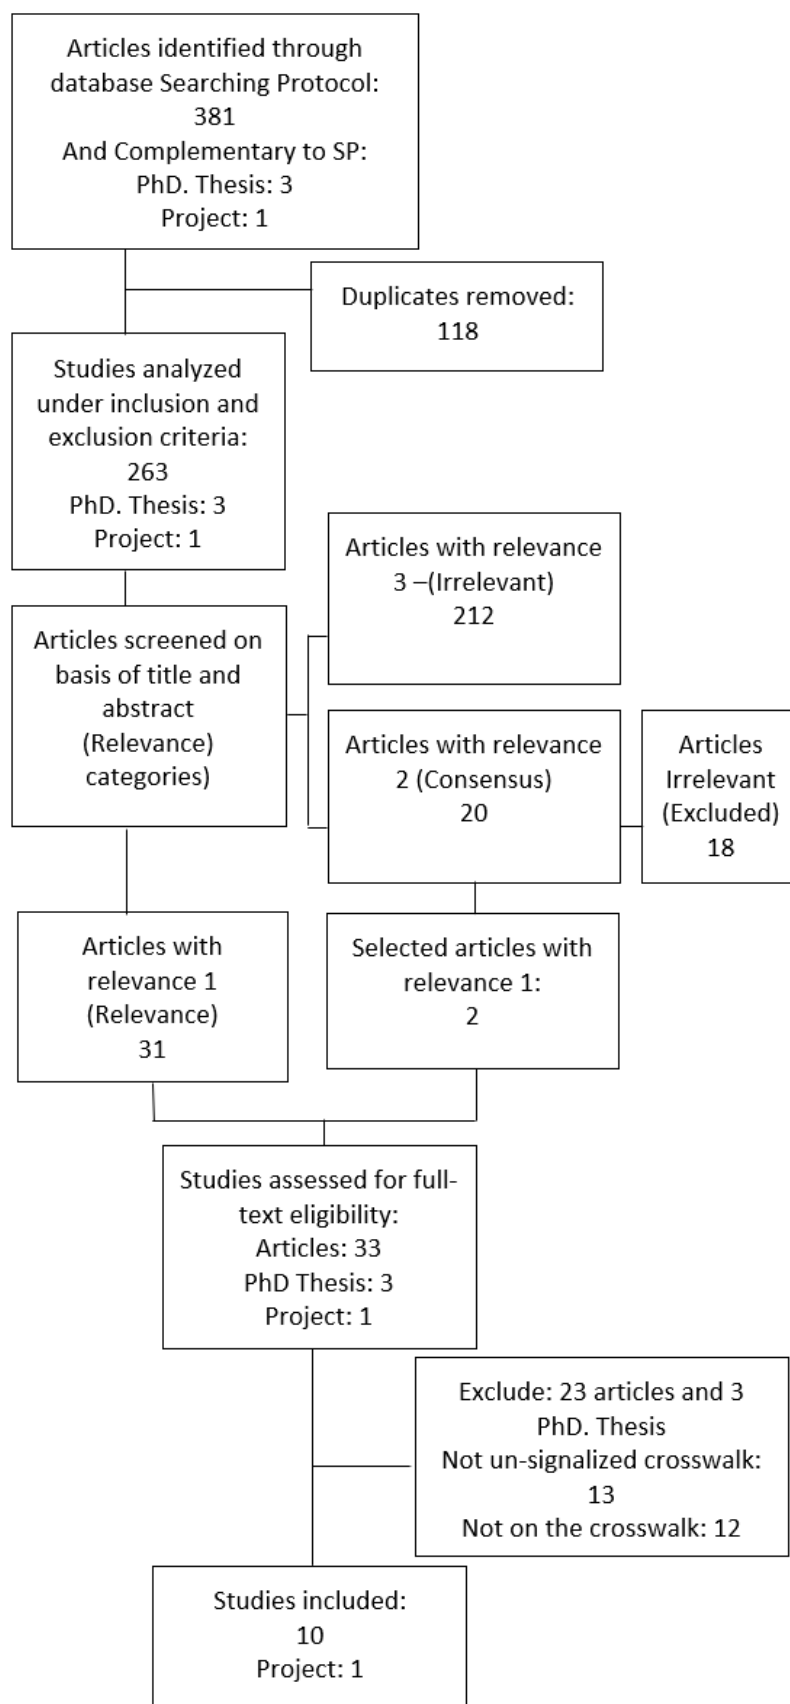 Articles identified through
database Searching Protocol:
381
And Complementary to SP:
PhD. Thesis: 3
Project: 1
Duplicates removed:
118
Studies analyzed
under inclusion and
exclusion criteria:
263
PhD. Thesis: 3
Project: 1
Articles with relevance
3 –(Irrelevant)
212
Articles screened on
basis of title and
abstract
(Relevance)
categories)
Articles with relevance
2 (Consensus)
20
Articles
Irrelevant
(Excluded)
18
Articles with
relevance 1
(Relevance)
31
Selected articles with
relevance 1:
2
Studies assessed for full-
text eligibility:
Articles: 33
PhD Thesis: 3
Project: 1
Exclude: 23 articles and 3
PhD. Thesis
Not un-signalized crosswalk:
13
Not on the crosswalk: 12
Studies included:
10
Project: 1